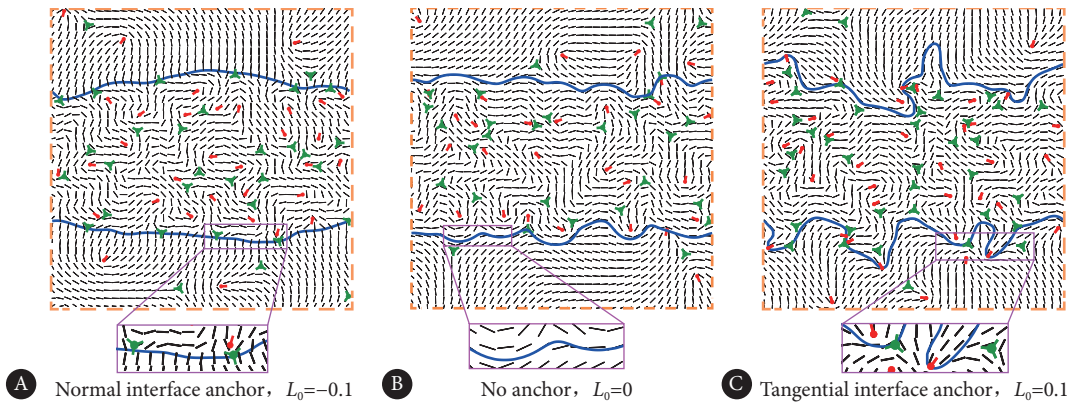 A Normal interface anchor，L₀=−0.1
B No anchor，L₀=0
C Tangential interface anchor，L₀=0.1